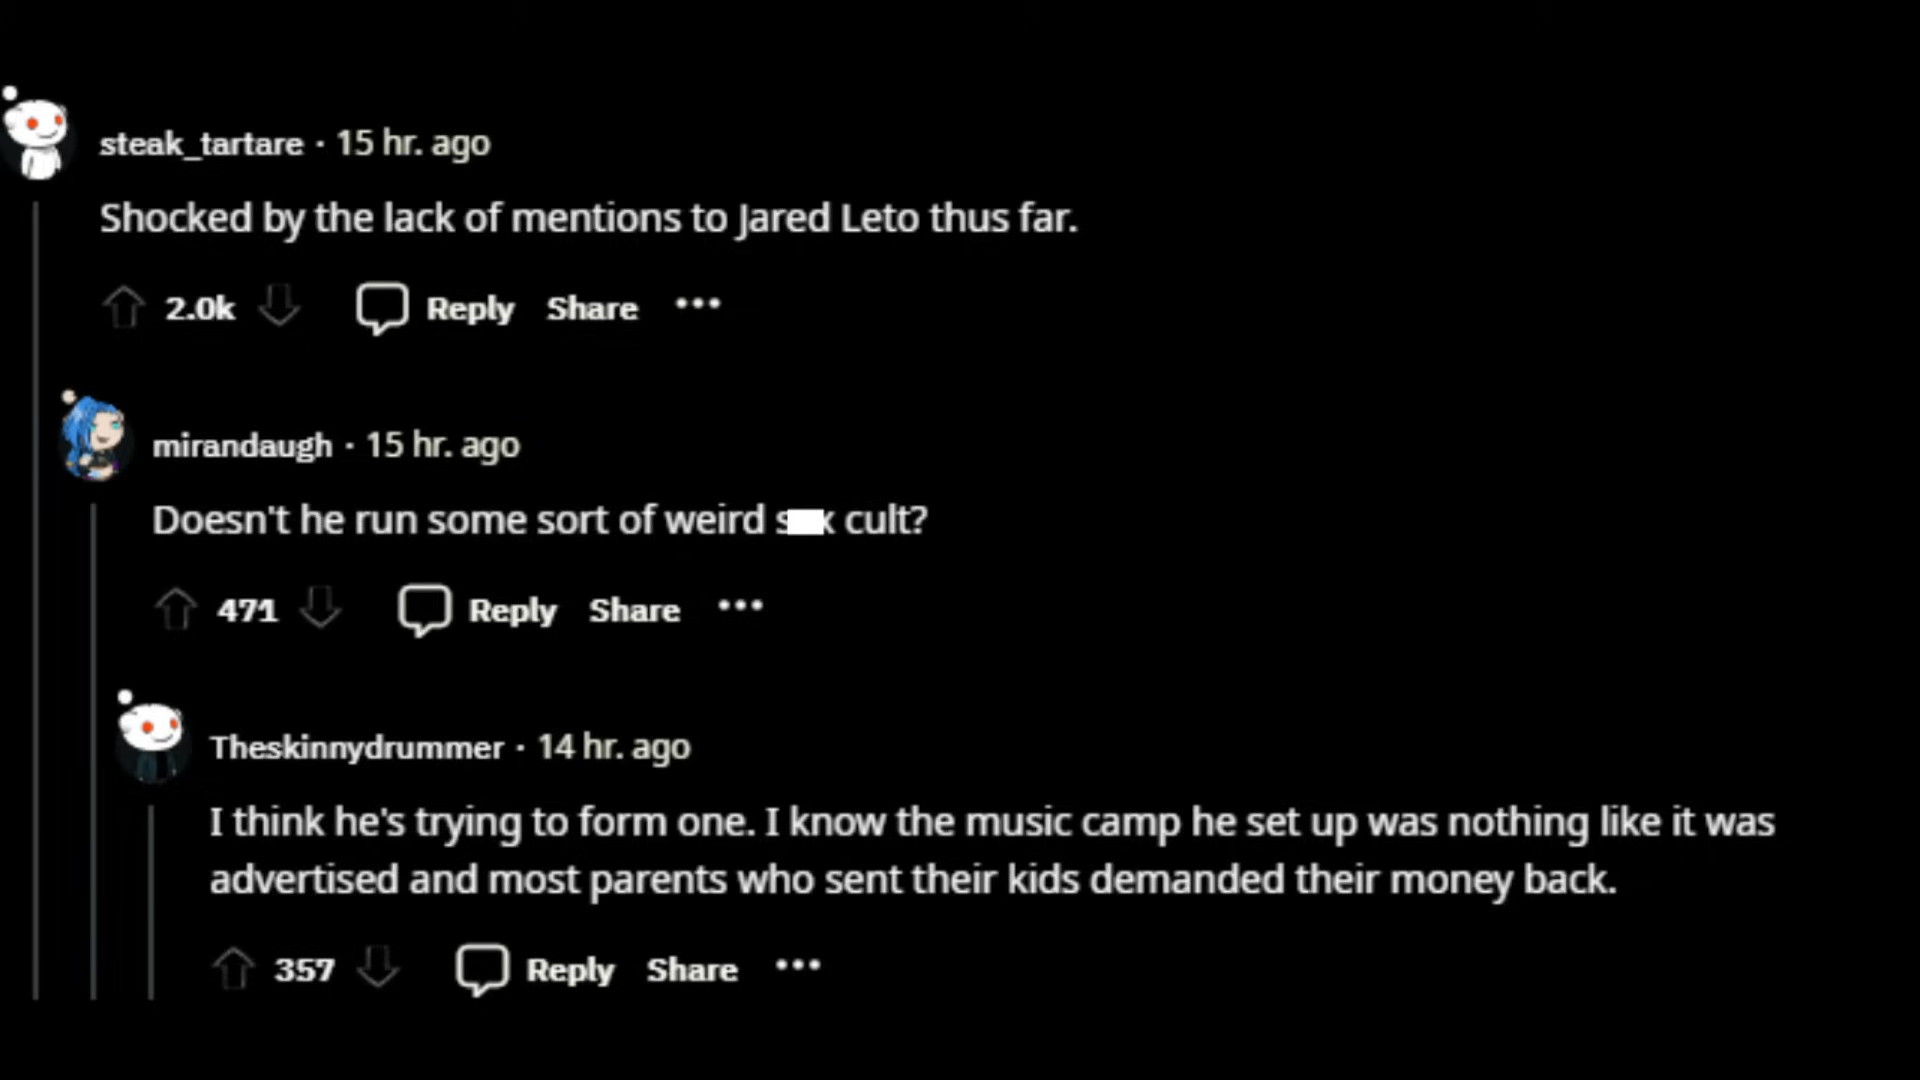 steak_tartare · 15 hr. ago
Shocked by the lack of mentions to Jared Leto thus far.
2.0k Reply Share ...
mirandaugh · 15 hr. ago
Doesn't he run some sort of weird s x cult?
471 Reply Share ...
Theskinnydrummer · 14 hr. ago
I think he's trying to form one. I know the music camp he set up was nothing like it was
advertised and most parents who sent their kids demanded their money back.
357 Reply Share ...